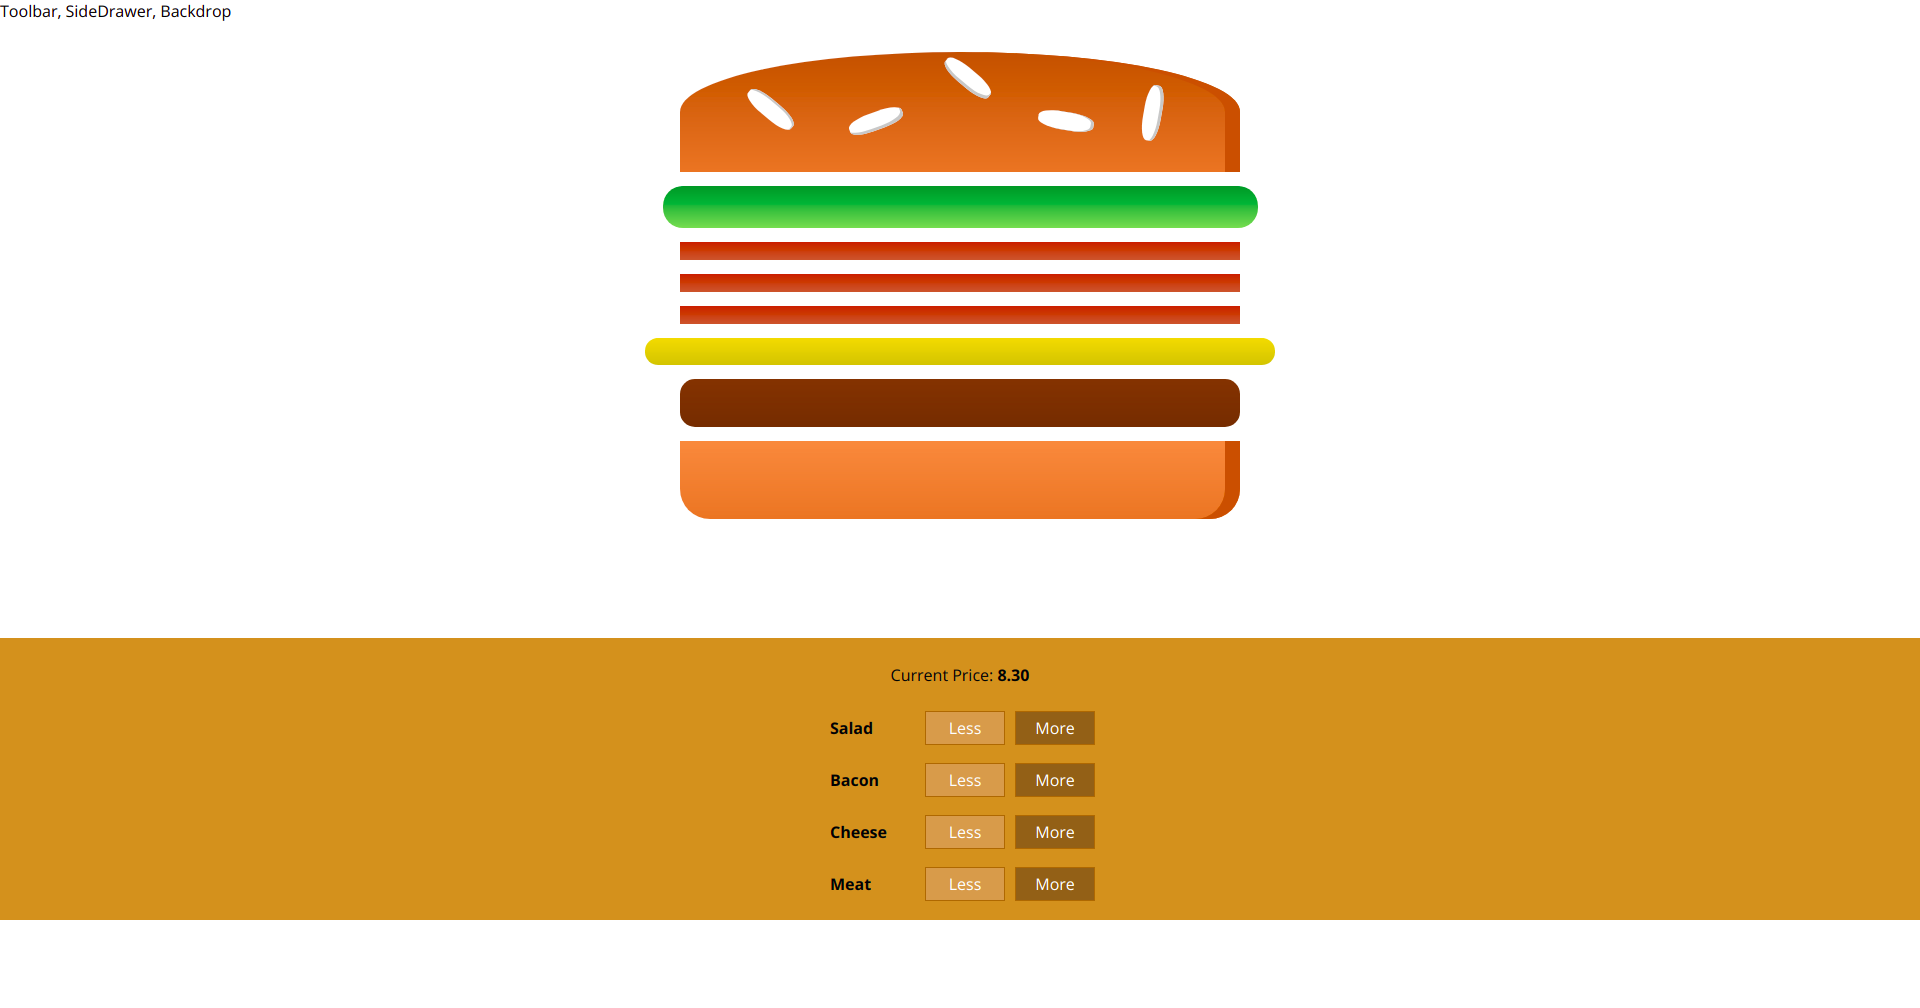 Toolbar, SideDrawer, Backdrop
Current Price: 8.30
Salad Less More
Bacon Less More
Cheese Less More
Meat Less More